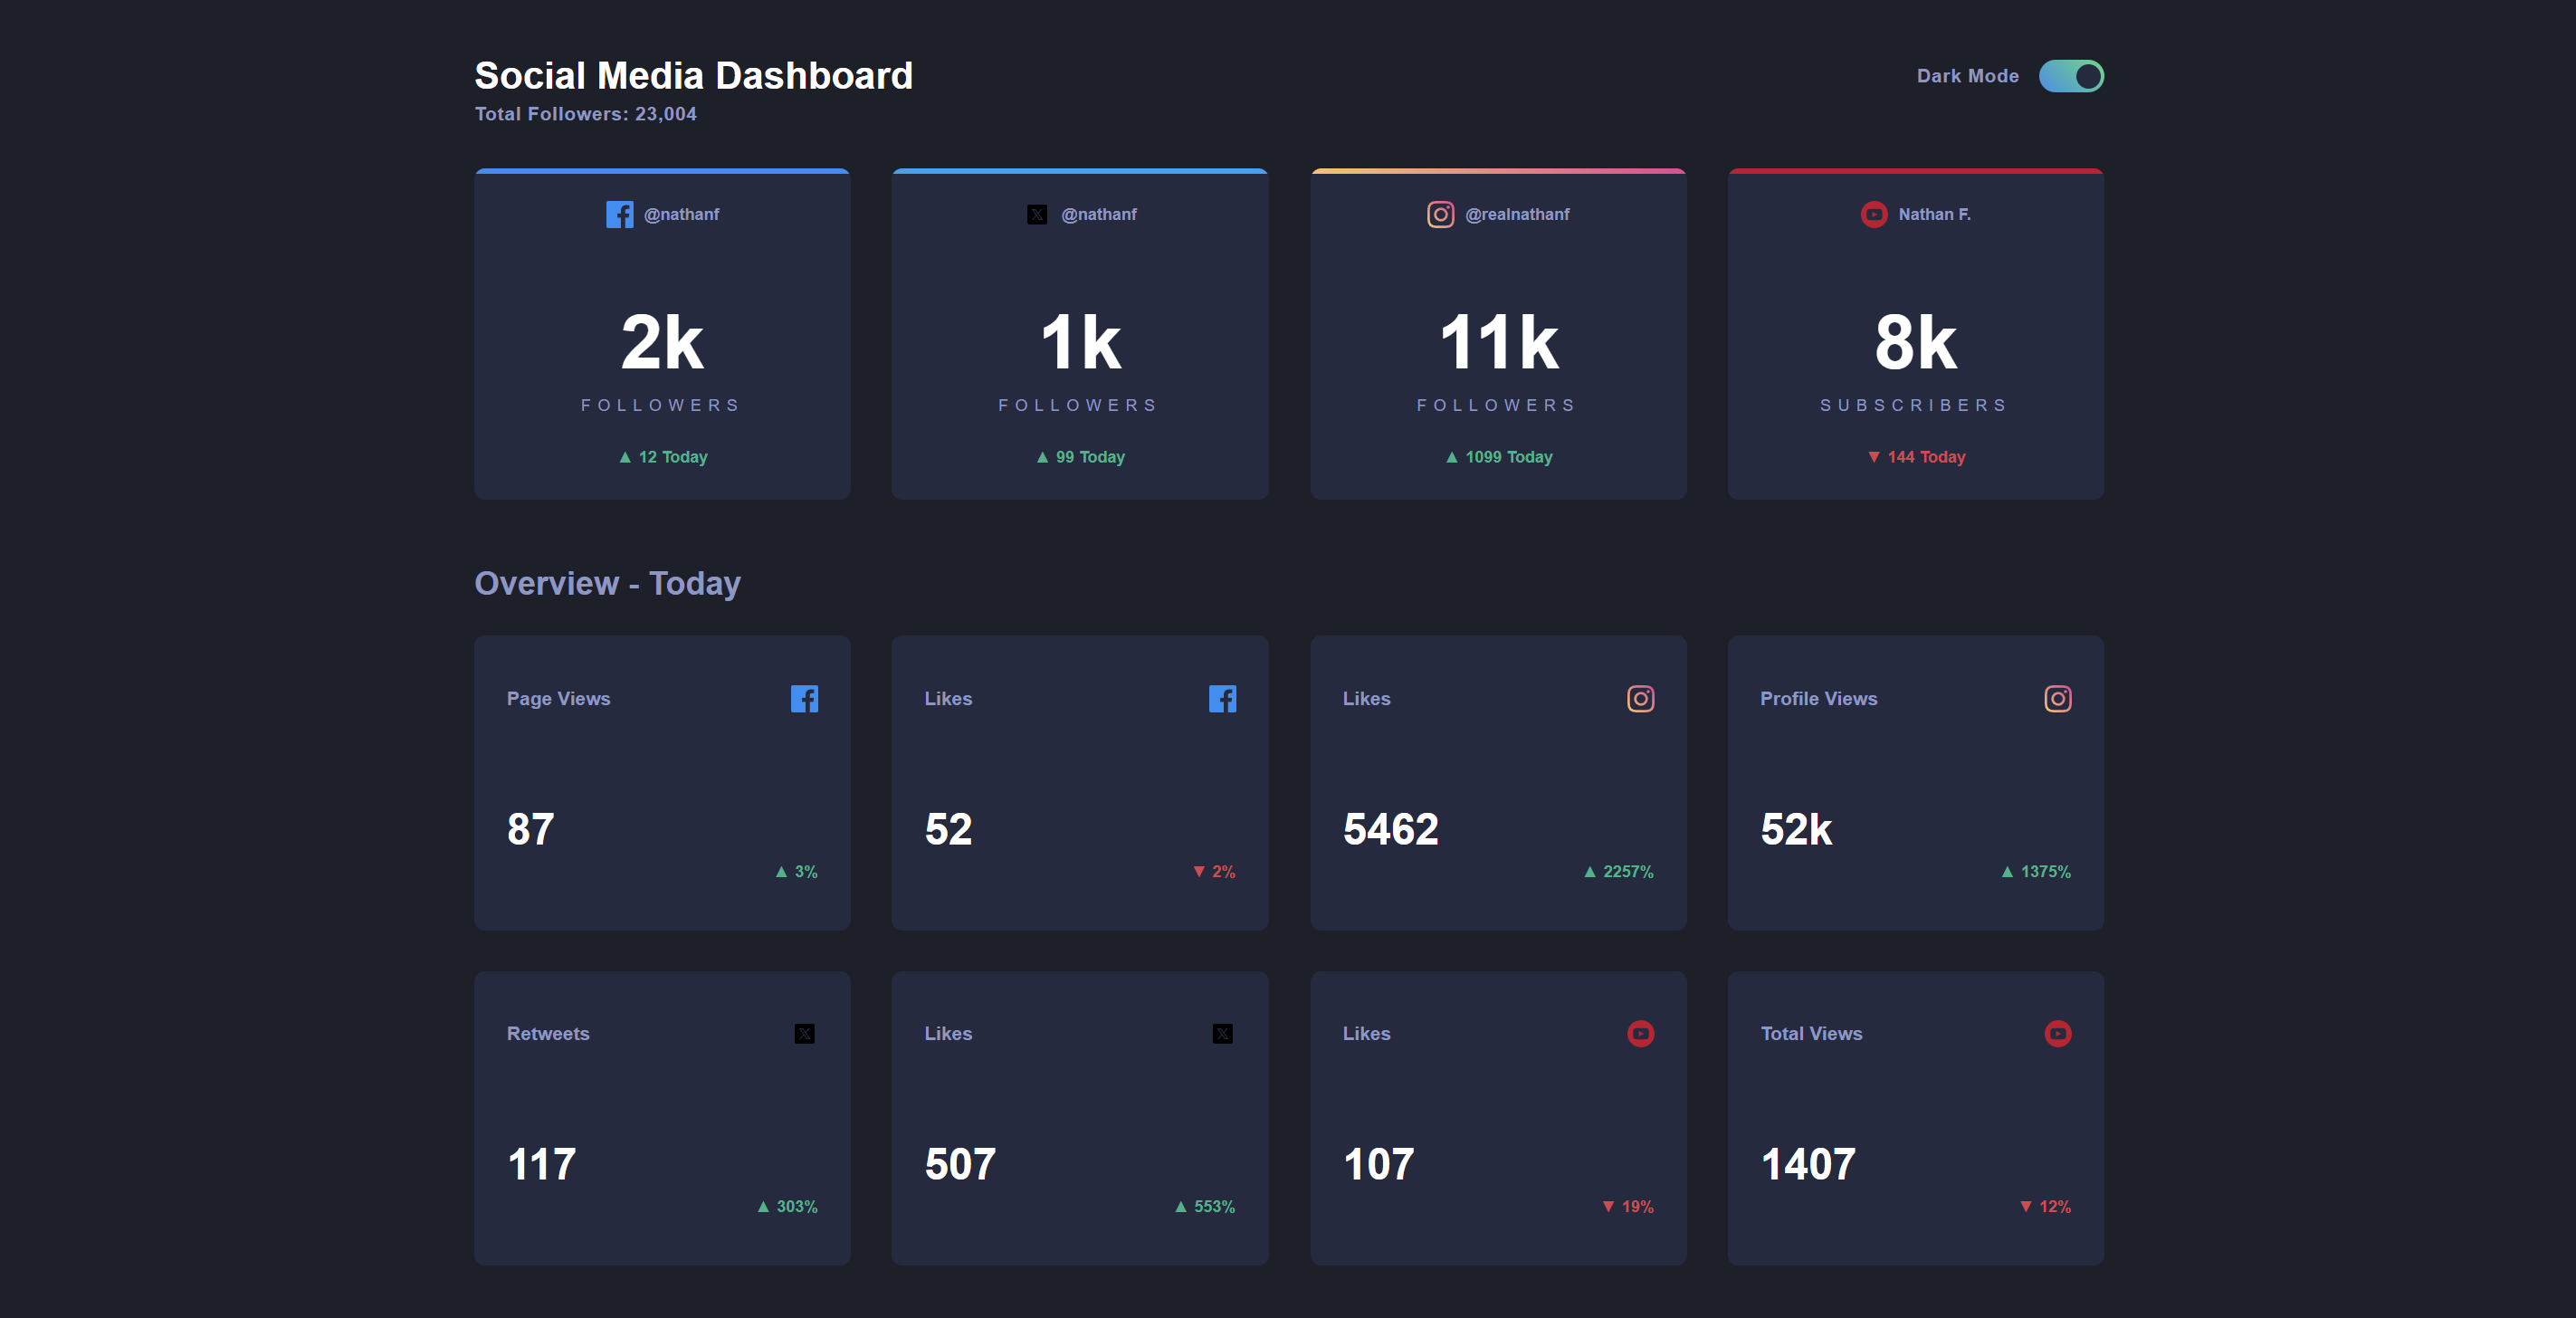 Social Media Dashboard
Dark Mode
Total Followers: 23,004
@nathanf
@nathanf
@realnathanf
Nathan F.
2k
1k
11k
8k
FOLLOWERS
FOLLOWERS
FOLLOWERS
SUBSCRIBERS
▲ 12 Today
▲ 99 Today
▲ 1099 Today
▼ 144 Today
Overview - Today
Page Views
Likes
Likes
Profile Views
87
52
5462
52k
▲ 3%
▼ 2%
▲ 2257%
▲ 1375%
Retweets
Likes
Likes
Total Views
117
507
107
1407
▲ 303%
▲ 553%
▼ 19%
▼ 12%